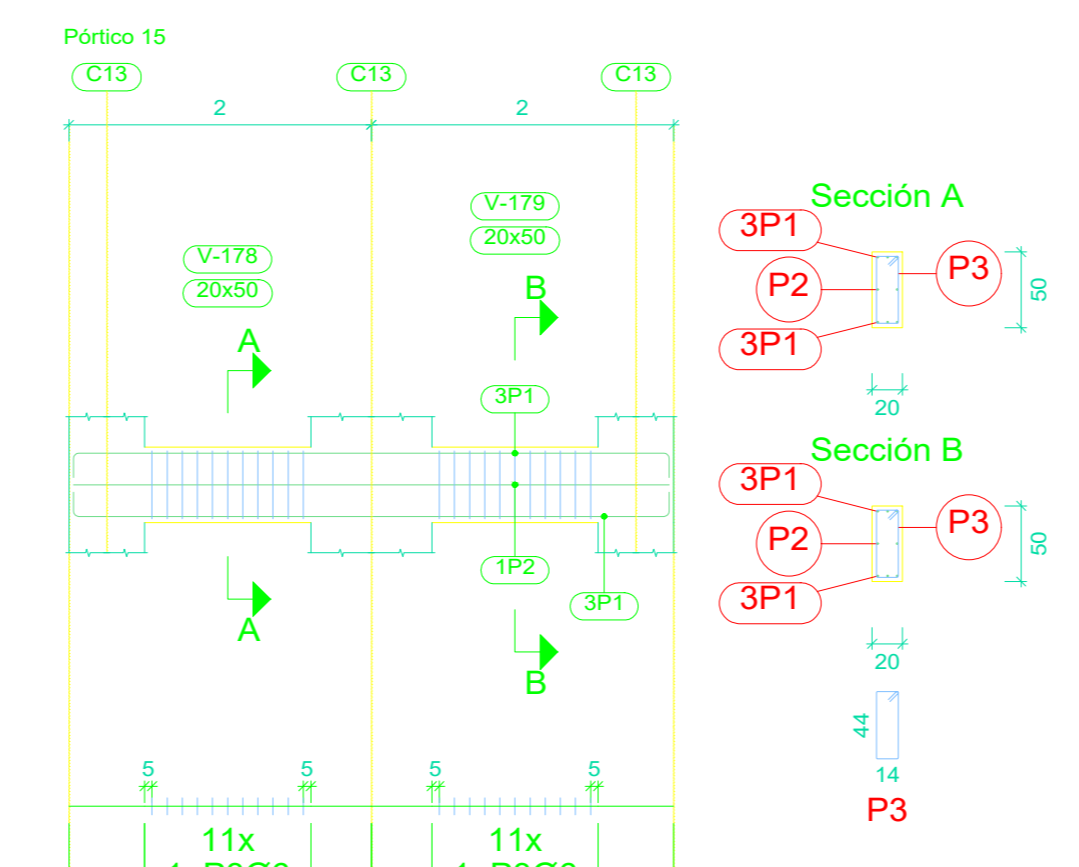 Pórtico 15
C13
C13
C13
2
2
V-178
20x50
V-179
20x50
A
B
3P1
1P2
3P1
A
B
5
5
5
5
11x
11x
Sección A
3P1
P2
3P1
P3
50
20
Sección B
3P1
P2
3P1
P3
50
20
44
14
P3